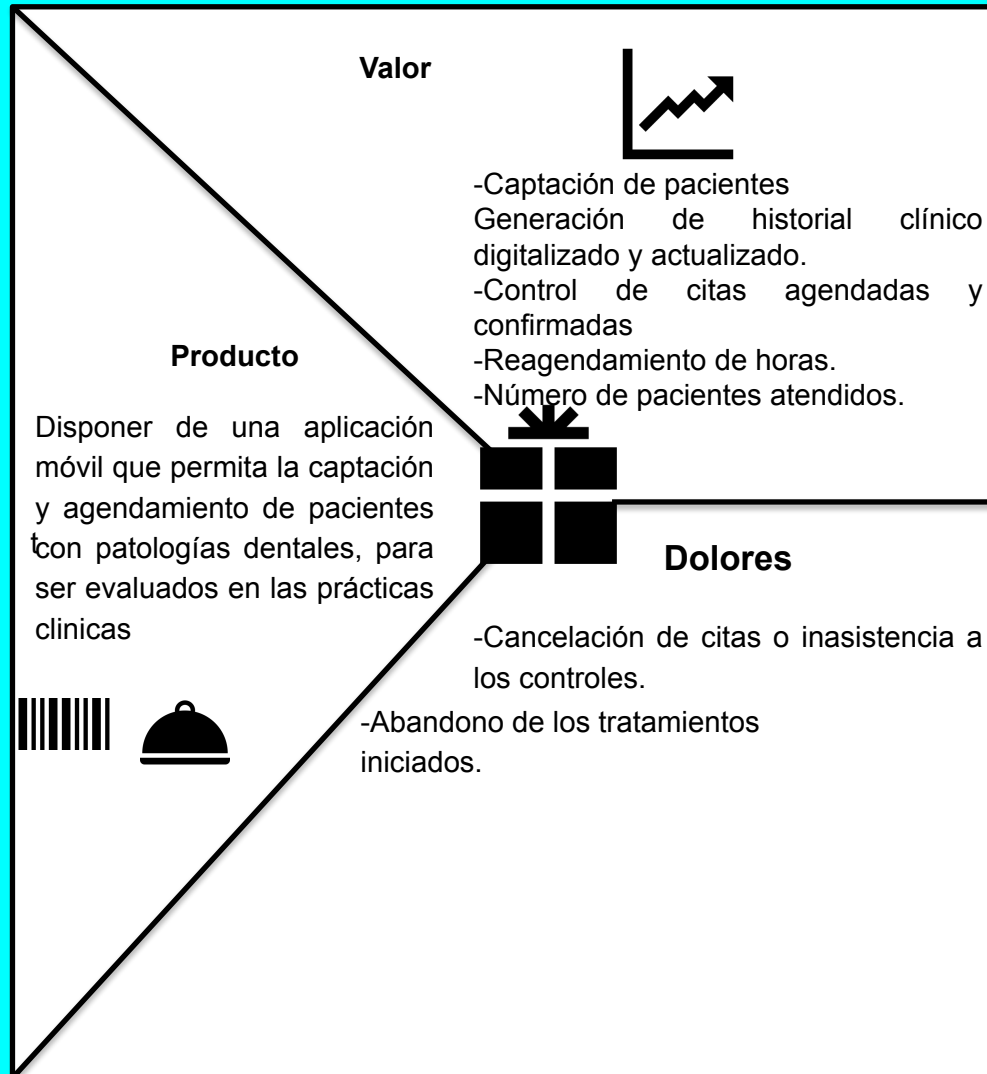 Valor
-Captación de pacientes
Generación de historial clínico
digitalizado y actualizado.
-Control de citas agendadas y
confirmadas
-Reagendamiento de horas.
-Número de pacientes atendidos.
Producto
Disponer de una aplicación
móvil que permita la captación
y agendamiento de pacientes
t
con patologías dentales, para
ser evaluados en las prácticas
clinicas
Dolores
-Cancelación de citas o inasistencia a
los controles.
-Abandono de los tratamientos
iniciados.